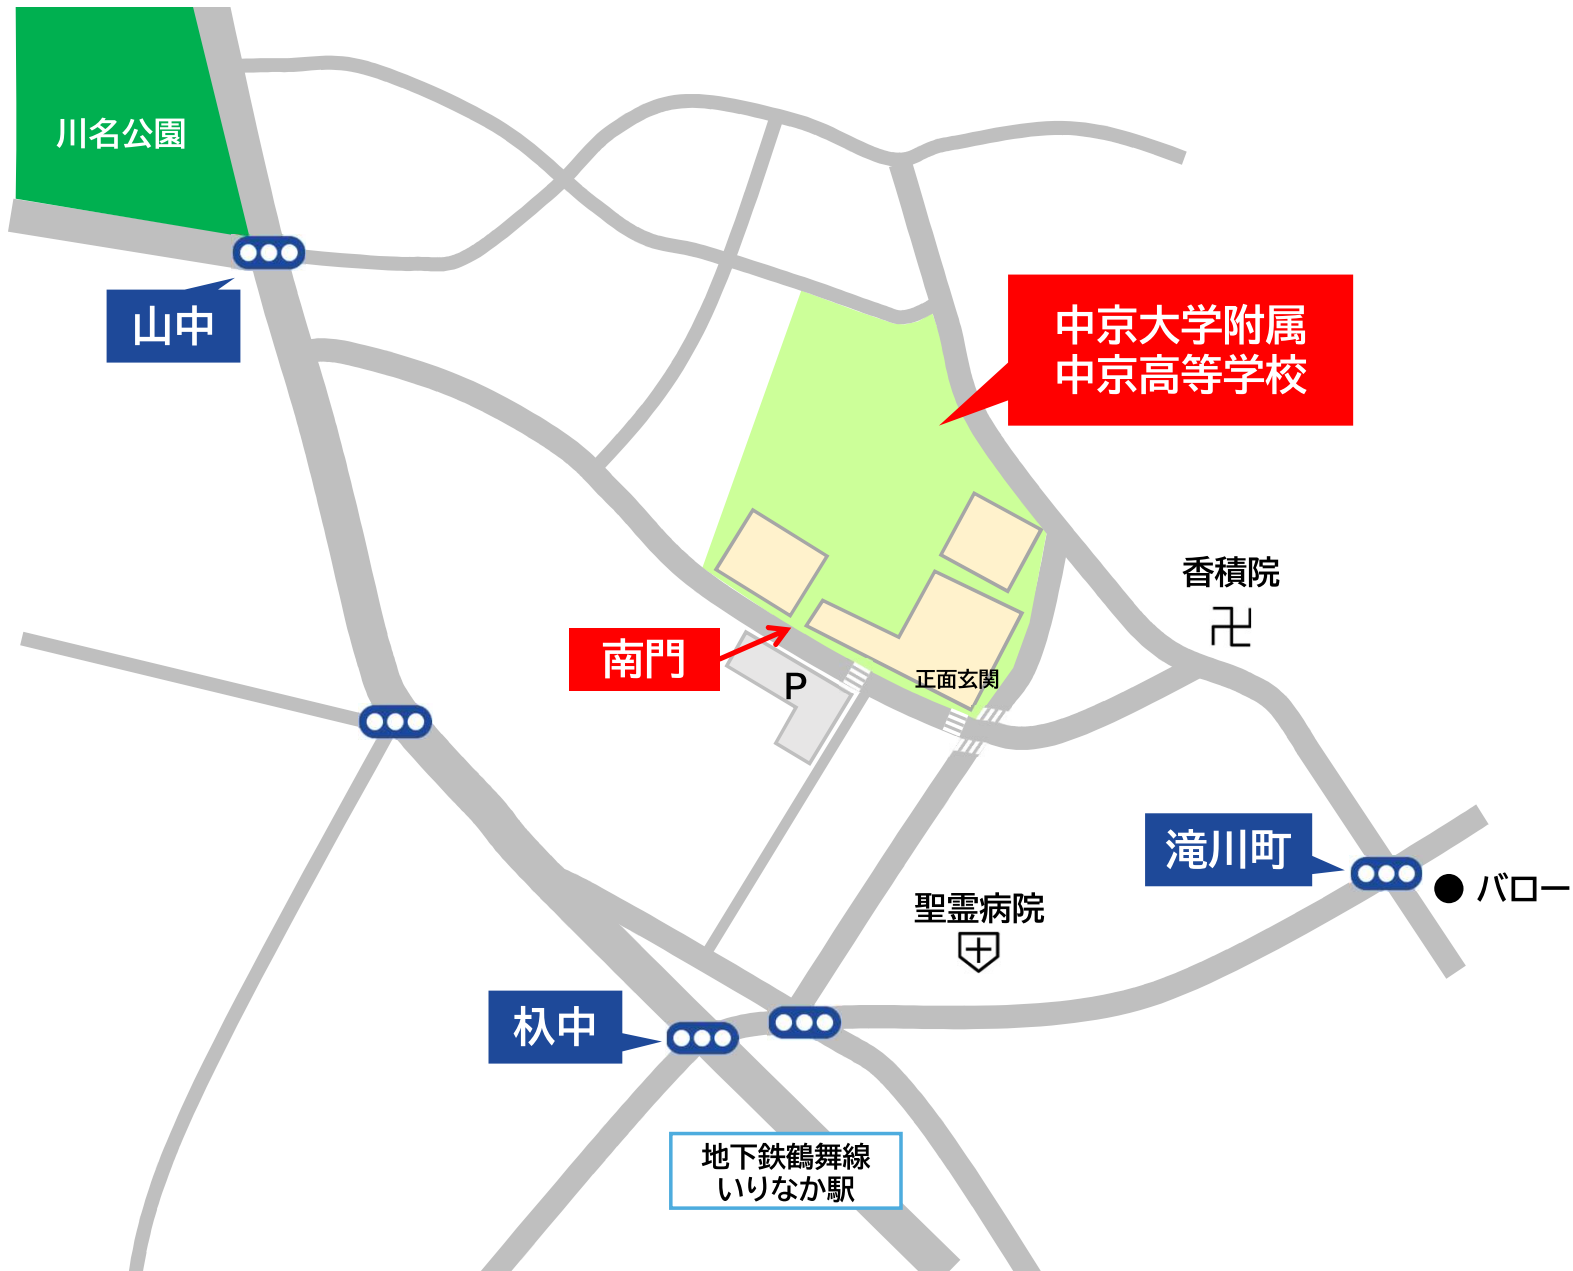 川名公園
山中
中京大学附属
中京高等学校
香積院
南門
P
正面玄関
滝川町
バロー
聖霊病院
杁中
地下鉄鶴舞線
いりなか駅